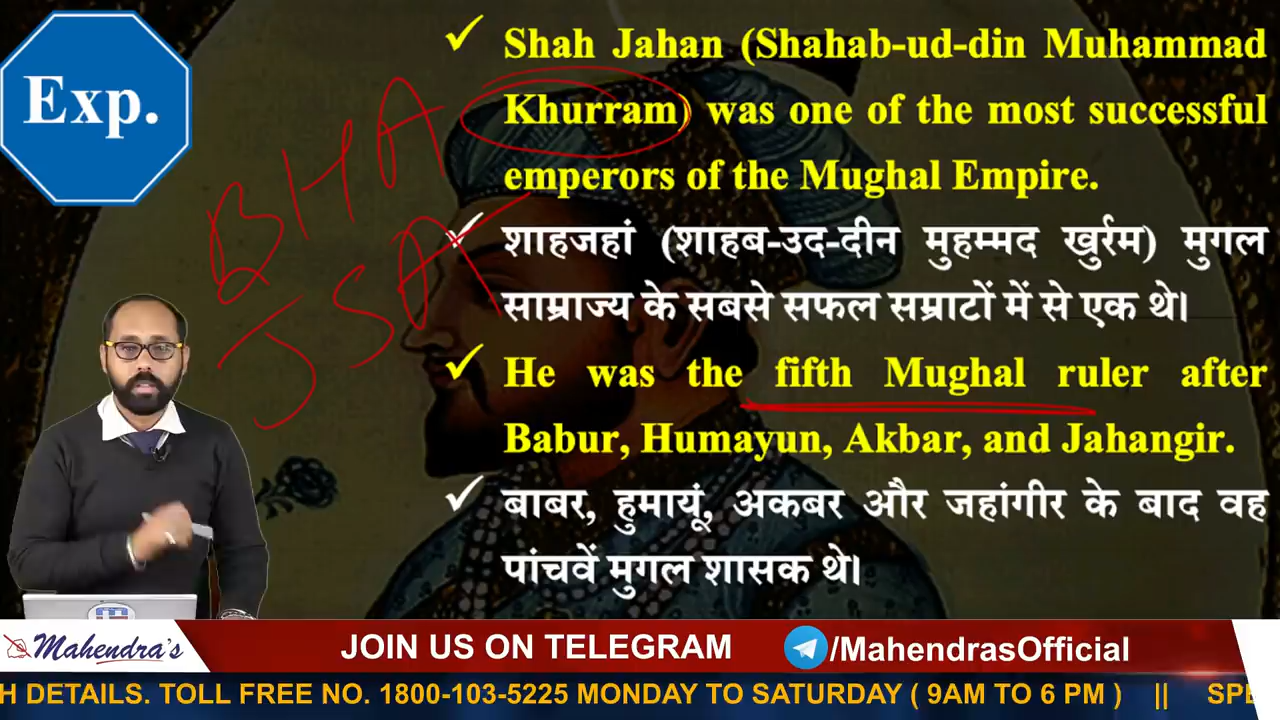 Exp.
Shah Jahan (Shahab-ud-din Muhammad
Khurram) was one of the most successful
emperors of the Mughal Empire.
शाहजहां (शाहब-उद-दीन मुहम्मद खुर्रम) मुगल
साम्राज्य के सबसे सफल सम्राटों में से एक थे।
He was the fifth Mughal ruler after
Babur, Humayun, Akbar, and Jahangir.
बाबर, हुमायूं, अकबर और जहांगीर के बाद वह
पांचवें मुगल शासक थे।
BHA
JSA
Mahendra's
JOIN US ON TELEGRAM
/MahendrasOfficial
H DETAILS. TOLL FREE NO. 1800-103-5225 MONDAY TO SATURDAY ( 9AM TO 6 PM ) || SPE